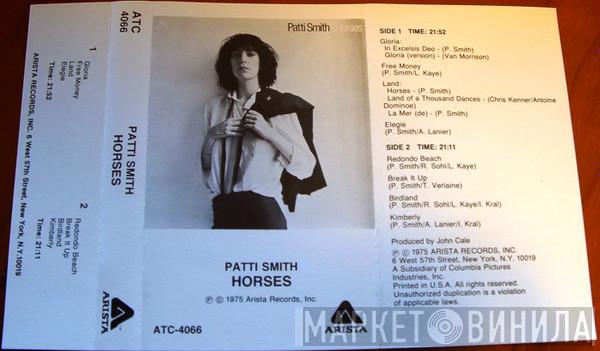 ATC
4066
1
Gloria
Free Money
Land
Elegie
Time: 21:52
2
Redondo Beach
Break It Up
Birdland
Kimberly
Time: 21:11
ARISTA RECORDS, INC. 6 West 57th Street, New York, N.Y. 10019
PATTI SMITH
HORSES
ARISTA
Patti Smith Horses
PATTI SMITH
HORSES
℗ © 1975 Arista Records, Inc.
ATC-4066
ARISTA
SIDE 1 TIME: 21:52
Gloria:
In Excelsis Deo - (P. Smith)
Gloria (version) - (Van Morrison)
Free Money
(P. Smith/L. Kaye)
Land:
Horses - (P. Smith)
Land of a Thousand Dances - (Chris Kenner/Antoine
Dominoe)
La Mer (de) - (P. Smith)
Elegie
(P. Smith/A. Lanier)
SIDE 2 TIME: 21:11
Redondo Beach
(P. Smith/R. Sohl/L. Kaye)
Break It Up
(P. Smith/T. Verlaine)
Birdland
(P. Smith/R. Sohl/L. Kaye/I. Kral)
Kimberly
(P. Smith/A. Lanier/I. Kral)
Produced by John Cale
℗ © 1975 ARISTA RECORDS, INC.
6 West 57th Street, New York, N.Y. 10019
A Subsidiary of Columbia Pictures
Industries, Inc.
Printed in U.S.A. All rights reserved.
Unauthorized duplication is a violation
of applicable laws.
МАРКЕТ ВИНИЛА